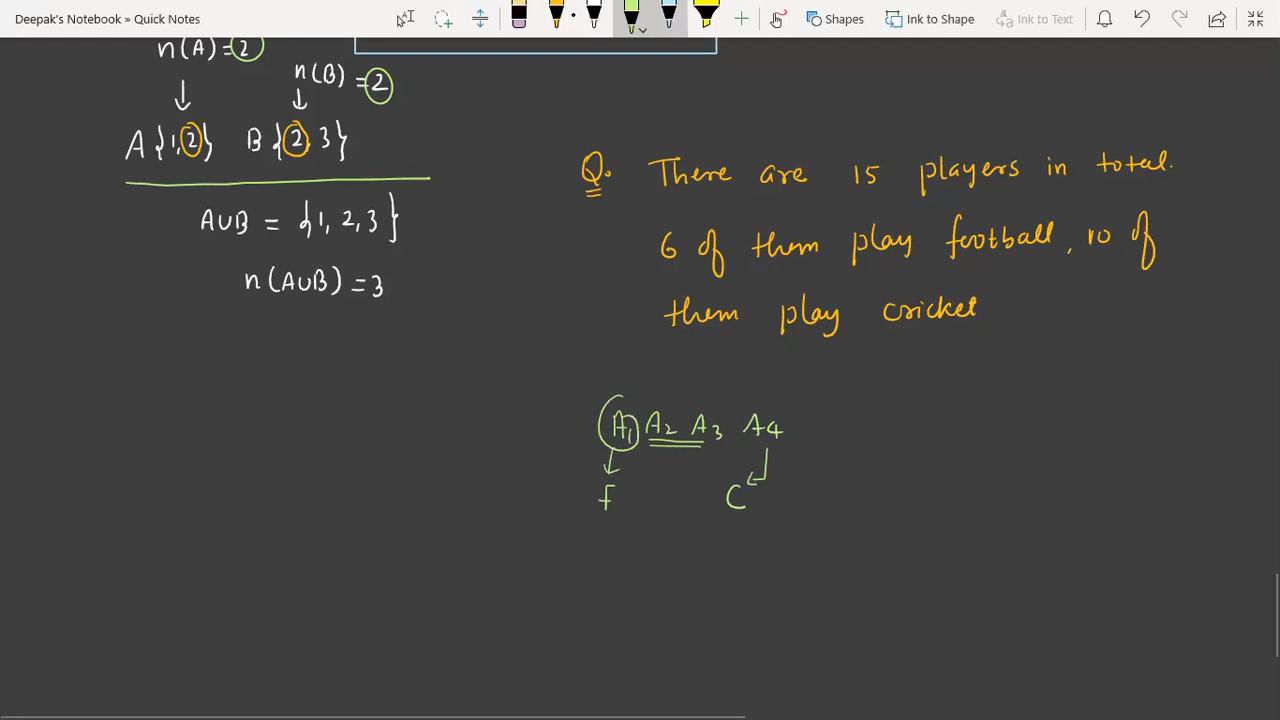 Deepak's Notebook » Quick Notes
Shapes
Ink to Shape
Ink to Text
n(A)=2
n(B)=2
A{1,2} B{2,3}
A∪B = {1, 2, 3}
n(A∪B) = 3
Q. There are 15 players in total.
6 of them play football, 10 of
them play cricket
A1 A2 A3 A4
F C